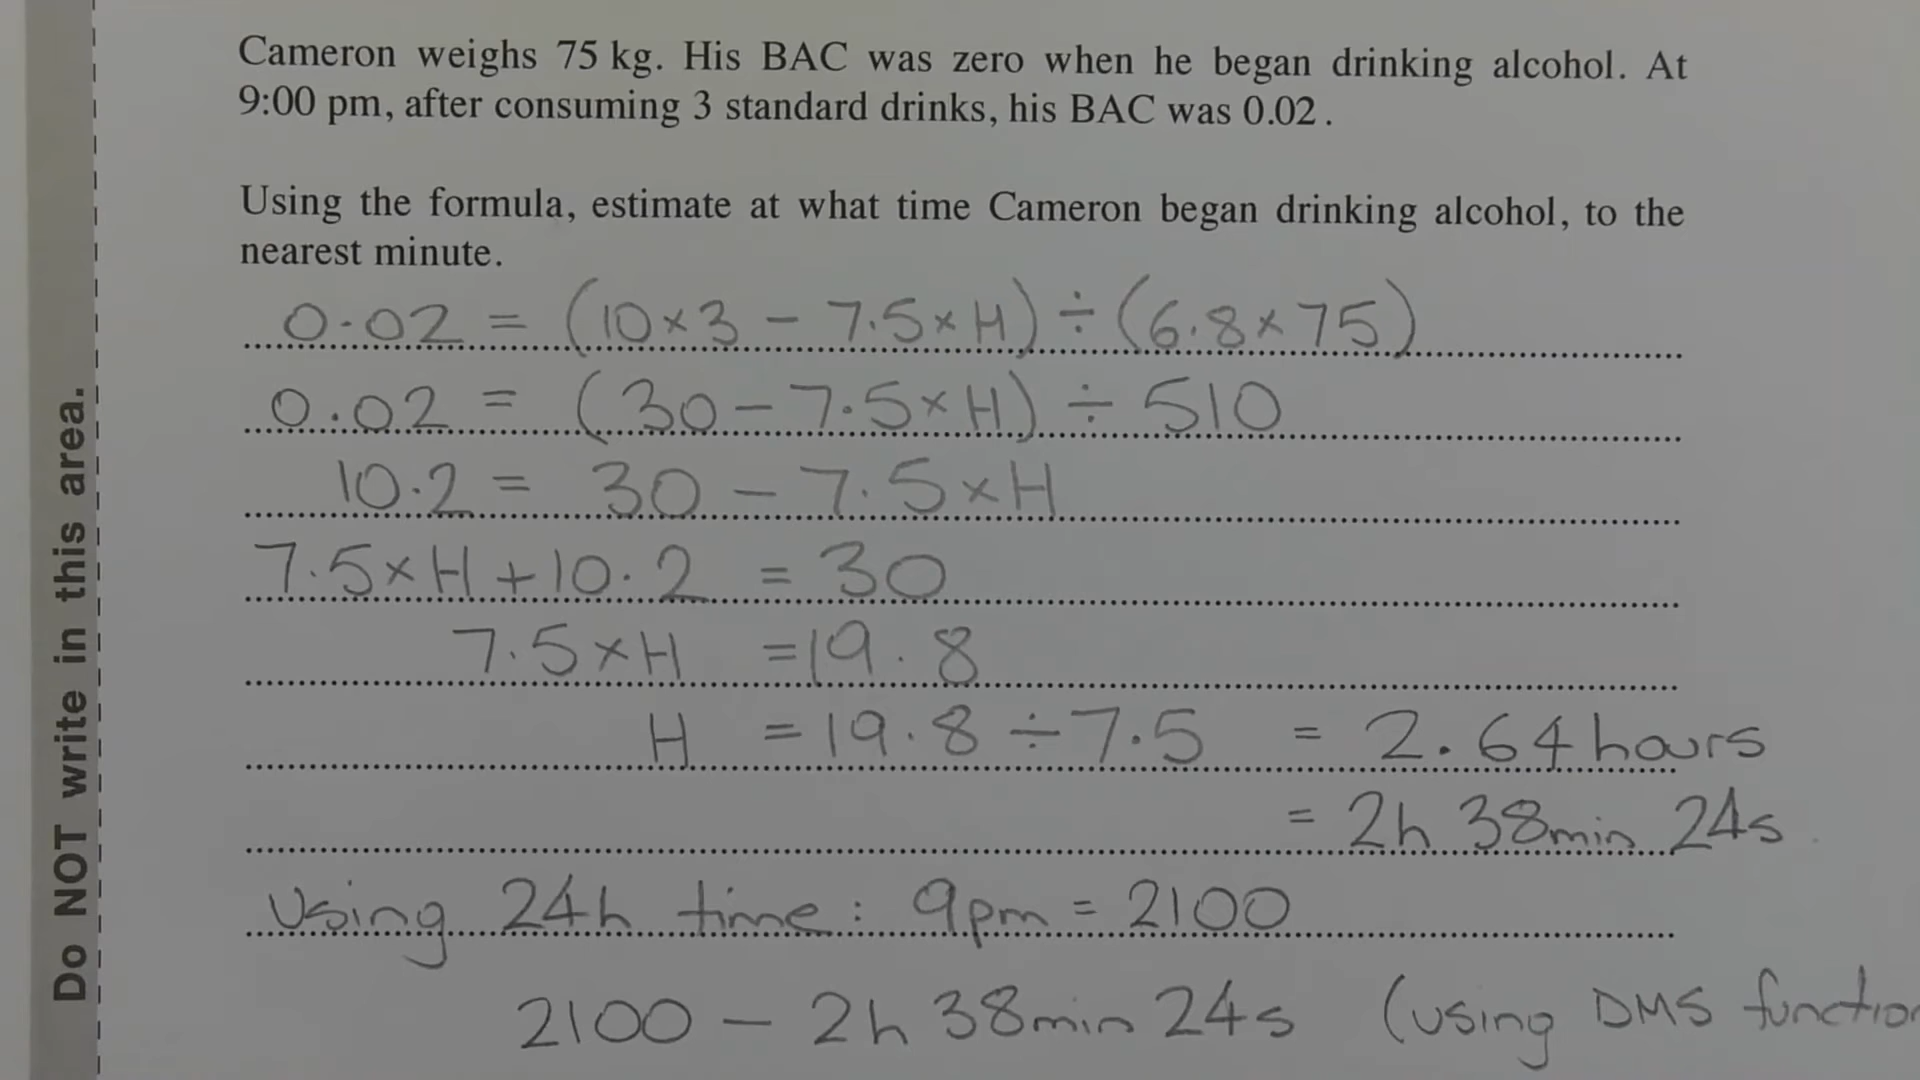 Cameron weighs 75 kg. His BAC was zero when he began drinking alcohol. At
9:00 pm, after consuming 3 standard drinks, his BAC was 0.02.
Using the formula, estimate at what time Cameron began drinking alcohol, to the
nearest minute.
0.02 = (10×3 - 7.5×H) ÷ (6.8×75)
0.02 = (30 - 7.5×H) ÷ 510
10.2 = 30 - 7.5×H
7.5×H + 10.2 = 30
7.5×H = 19.8
H = 19.8 ÷ 7.5 = 2.64 hours
= 2h 38min 24s
Using 24h time: 9pm = 2100
2100 - 2h 38min 24s (using DMS function
Do NOT write in this area.